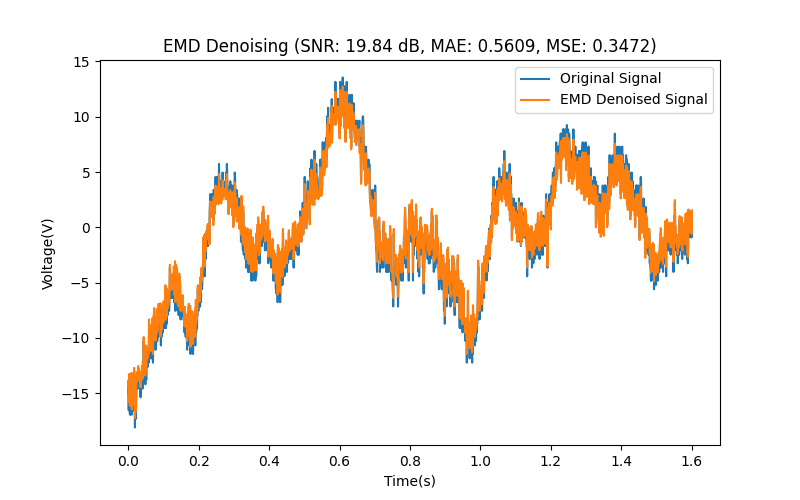 EMD Denoising (SNR: 19.84 dB, MAE: 0.5609, MSE: 0.3472)
Original Signal
EMD Denoised Signal
15
10
5
0
−5
−10
−15
Voltage(V)
0.0 0.2 0.4 0.6 0.8 1.0 1.2 1.4 1.6
Time(s)